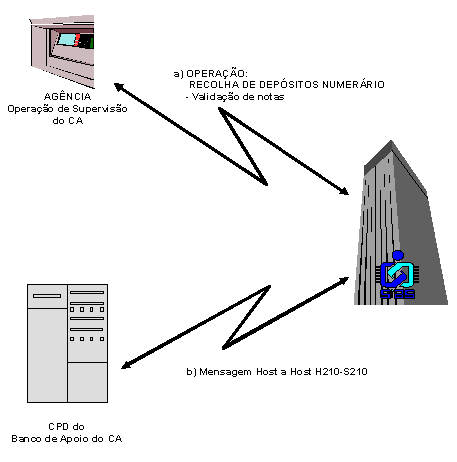 a) OPERAÇÃO:
RECOLHA DE DEPÓSITOS NUMERÁRIO
- Validação de notas
AGÊNCIA
Operação de Supervisão
do CA
b) Mensagem Host a Host H210-S210
CPD do
Banco de Apoio do CA